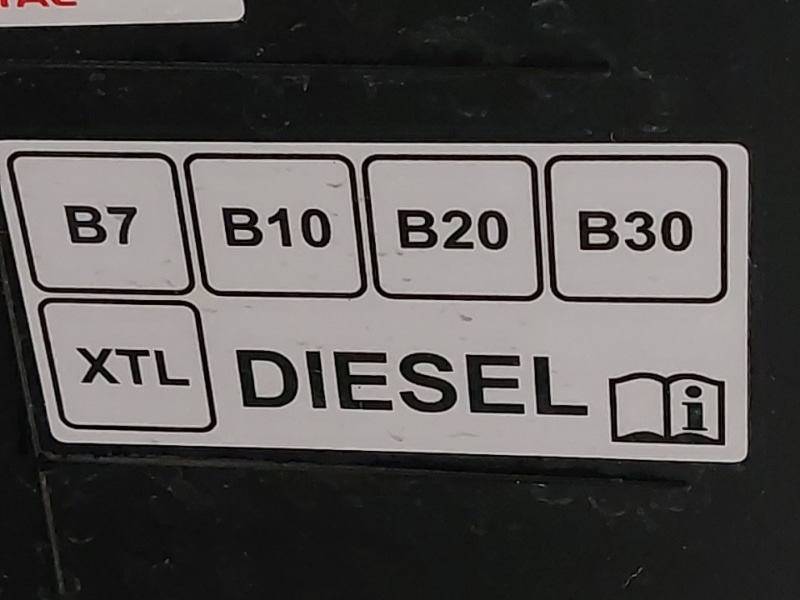 B7 B10 B20 B30
XTL DIESEL i